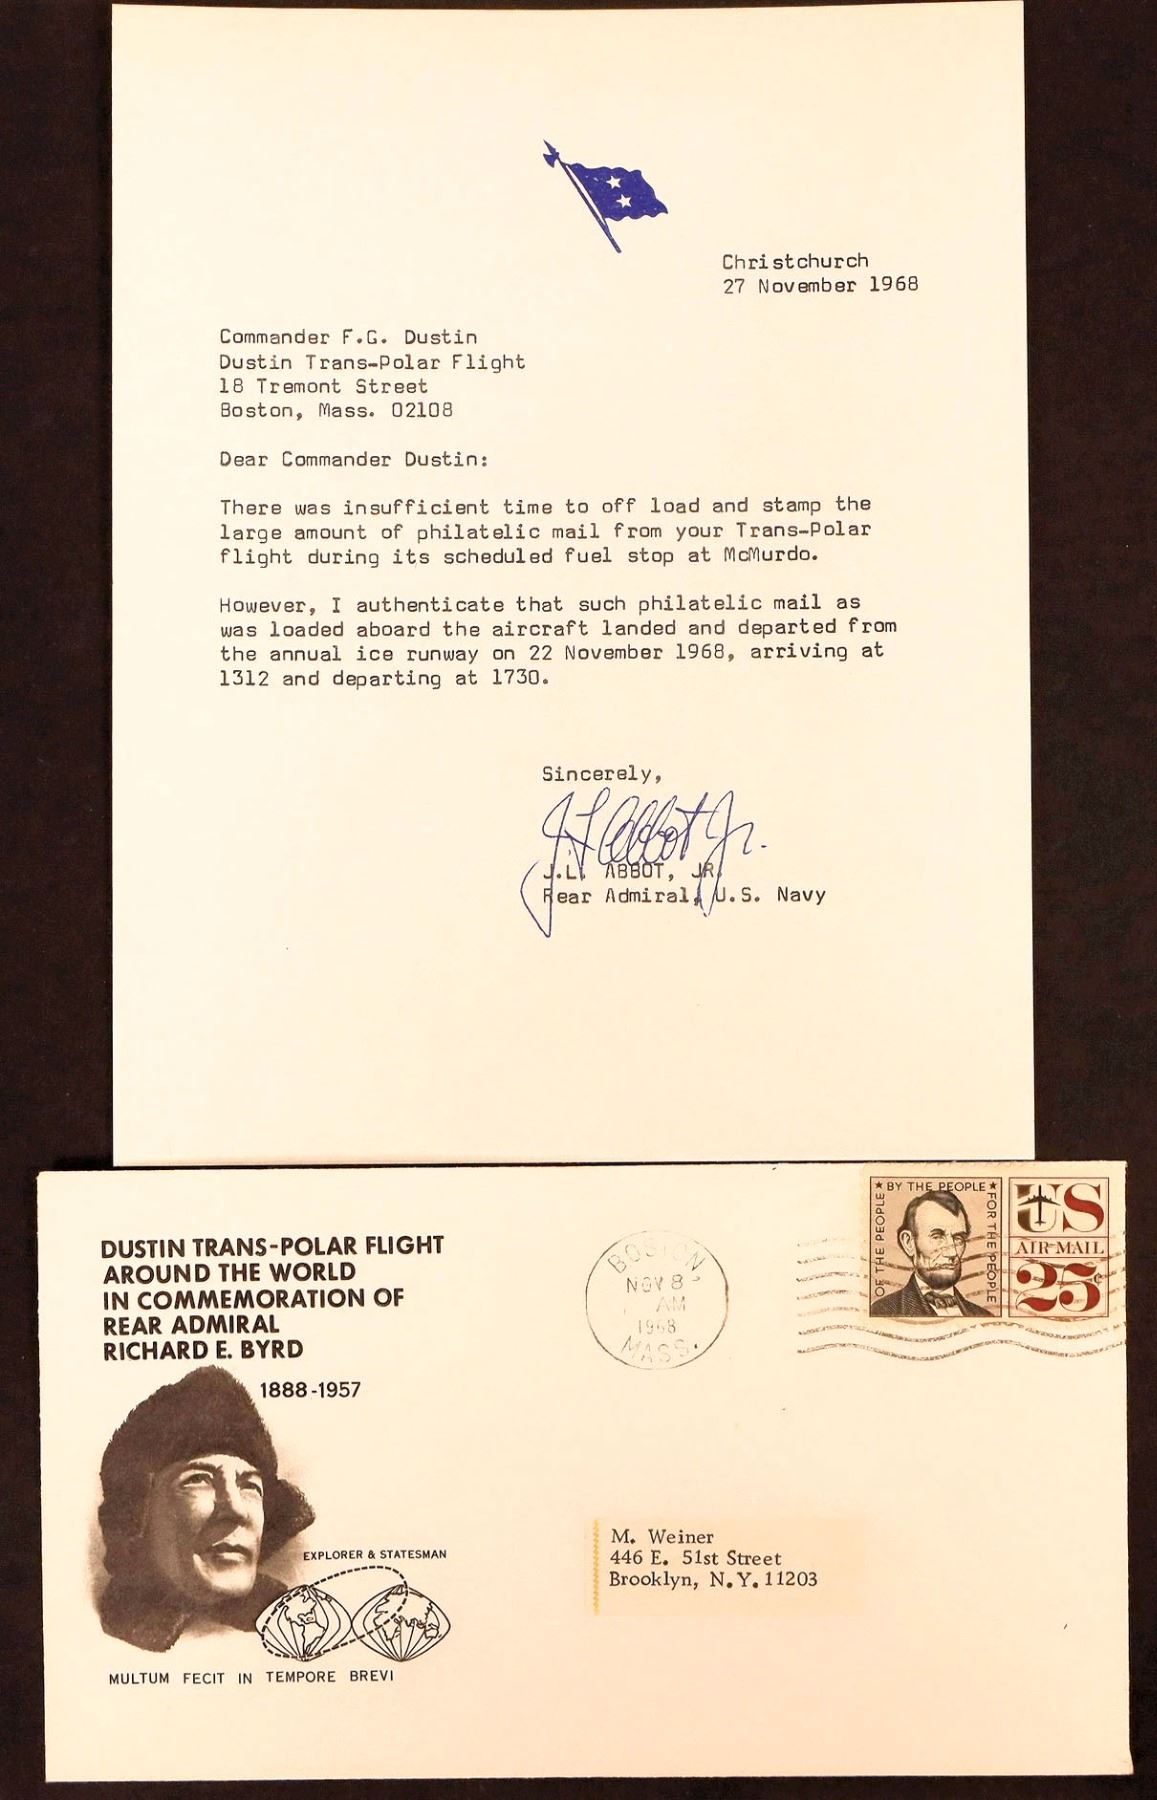 Christchurch
27 November 1968
Commander F.G. Dustin
Dustin Trans-Polar Flight
18 Tremont Street
Boston, Mass. 02108
Dear Commander Dustin:
There was insufficient time to off load and stamp the
large amount of philatelic mail from your Trans-Polar
flight during its scheduled fuel stop at McMurdo.
However, I authenticate that such philatelic mail as
was loaded aboard the aircraft landed and departed from
the annual ice runway on 22 November 1968, arriving at
1312 and departing at 1730.
Sincerely,
J. L. Abbot Jr.
J.L. ABBOT, JR.
Rear Admiral, U.S. Navy
DUSTIN TRANS-POLAR FLIGHT
AROUND THE WORLD
IN COMMEMORATION OF
REAR ADMIRAL
RICHARD E. BYRD
1888-1957
EXPLORER & STATESMAN
MULTUM FECIT IN TEMPORE BREVI
BOSTON
NOV 8
AM
1968
MASS.
OF THE PEOPLE
★ BY THE PEOPLE ★
FOR THE PEOPLE
US
AIR MAIL
25¢
M. Weiner
446 E. 51st Street
Brooklyn, N.Y. 11203